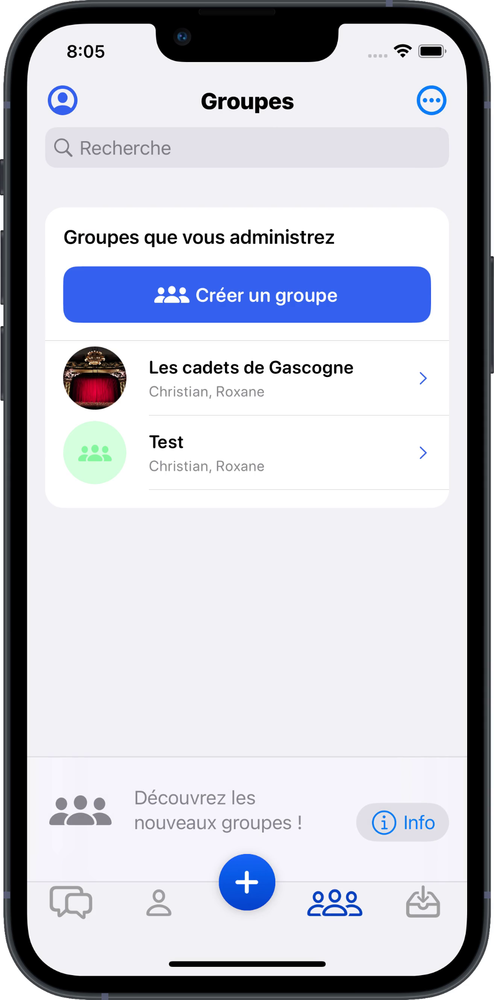 8:05
Groupes
Recherche
Groupes que vous administrez
Créer un groupe
Les cadets de Gascogne
Christian, Roxane
Test
Christian, Roxane
Découvrez les
nouveaux groupes !
Info